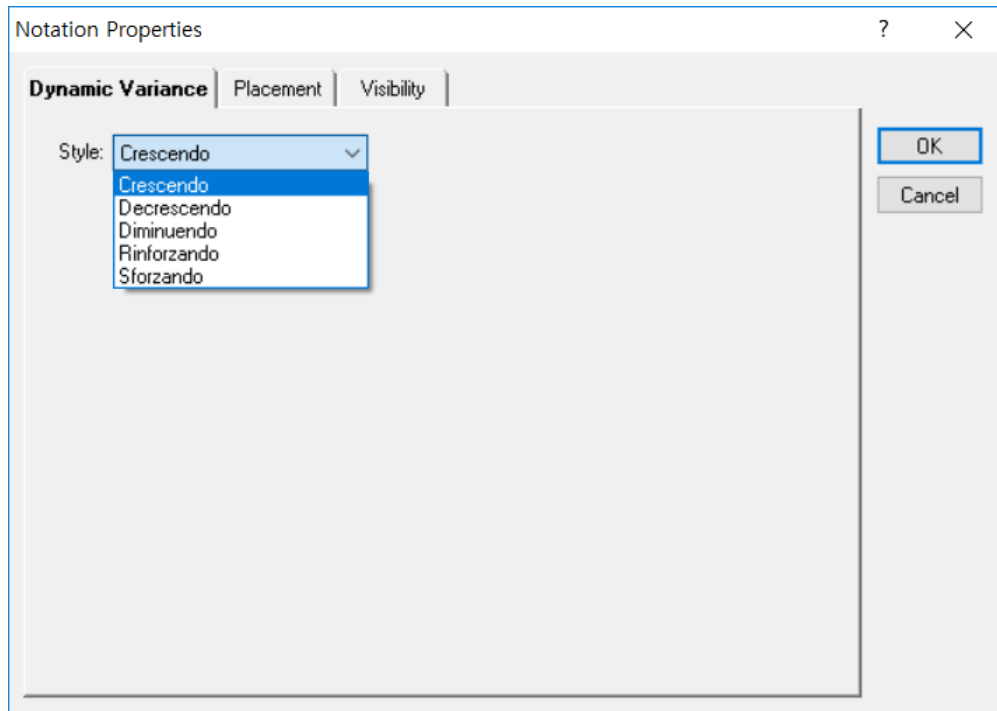 Notation Properties ?
Dynamic Variance Placement Visibility
Style: Crescendo
Crescendo
Decrescendo
Diminuendo
Rinforzando
Sforzando
OK
Cancel